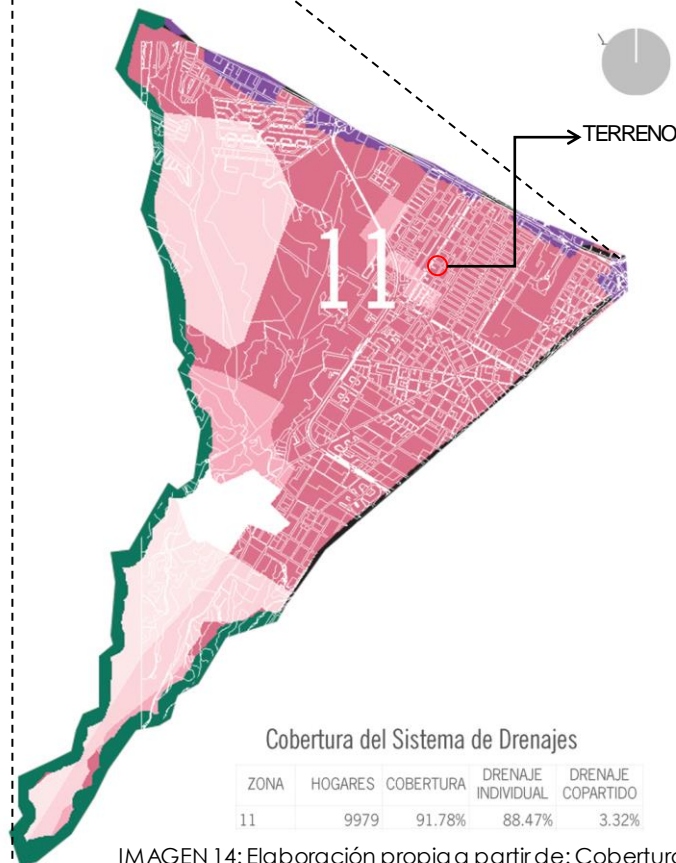 TERRENO
11
Cobertura del Sistema de Drenajes
ZONA HOGARES COBERTURA DRENAJE INDIVIDUAL DRENAJE COPARTIDO
11 9979 91.78% 88.47% 3.32%
IMAGEN 14: Elaboración propia a partir de: Cobertura